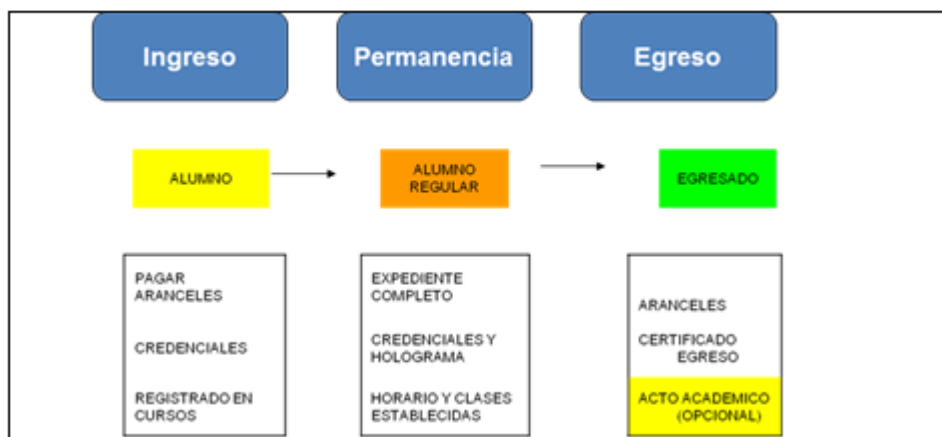 Ingreso
Permanencia
Egreso
ALUMNO
ALUMNO
REGULAR
EGRESADO
PAGAR
ARANCELES
CREDENCIALES
REGISTRADO EN
CURSOS
EXPEDIENTE
COMPLETO
CREDENCIALES Y
HOLOGRAMA
HORARIO Y CLASES
ESTABLECIDAS
ARANCELES
CERTIFICADO
EGRESO
ACTO ACADEMICO
(OPCIONAL)